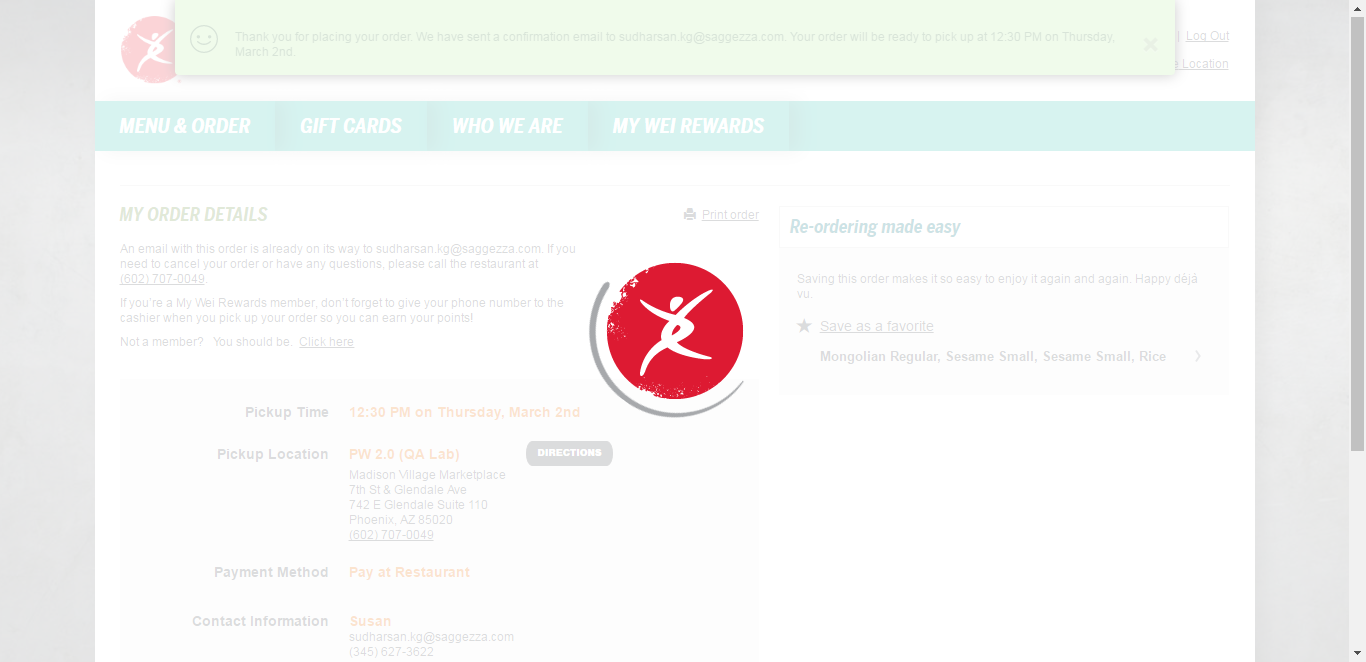 Thank you for placing your order. We have sent a confirmation email to sudharsan.kg@saggezza.com. Your order will be ready to pick up at 12:30 PM on Thursday,
March 2nd.
| Log Out
Location
MENU & ORDER
GIFT CARDS
WHO WE ARE
MY WEI REWARDS
MY ORDER DETAILS
Print order
An email with this order is already on its way to sudharsan.kg@saggezza.com. If you
need to cancel your order or have any questions, please call the restaurant at
(602) 707-0049.
If you're a My Wei Rewards member, don't forget to give your phone number to the
cashier when you pick up your order so you can earn your points!
Not a member? You should be. Click here
Re-ordering made easy
Saving this order makes it so easy to enjoy it again and again. Happy dèjá
vu.
Save as a favorite
Mongolian Regular, Sesame Small, Sesame Small, Rice
Pickup Time
12:30 PM on Thursday, March 2nd
Pickup Location
PW 2.0 (QA Lab)
DIRECTIONS
Madison Village Marketplace
7th St & Glendale Ave
742 E Glendale Suite 110
Phoenix, AZ 85020
(602) 707-0049
Payment Method
Pay at Restaurant
Contact Information
Susan
sudharsan.kg@saggezza.com
(345) 627-3622